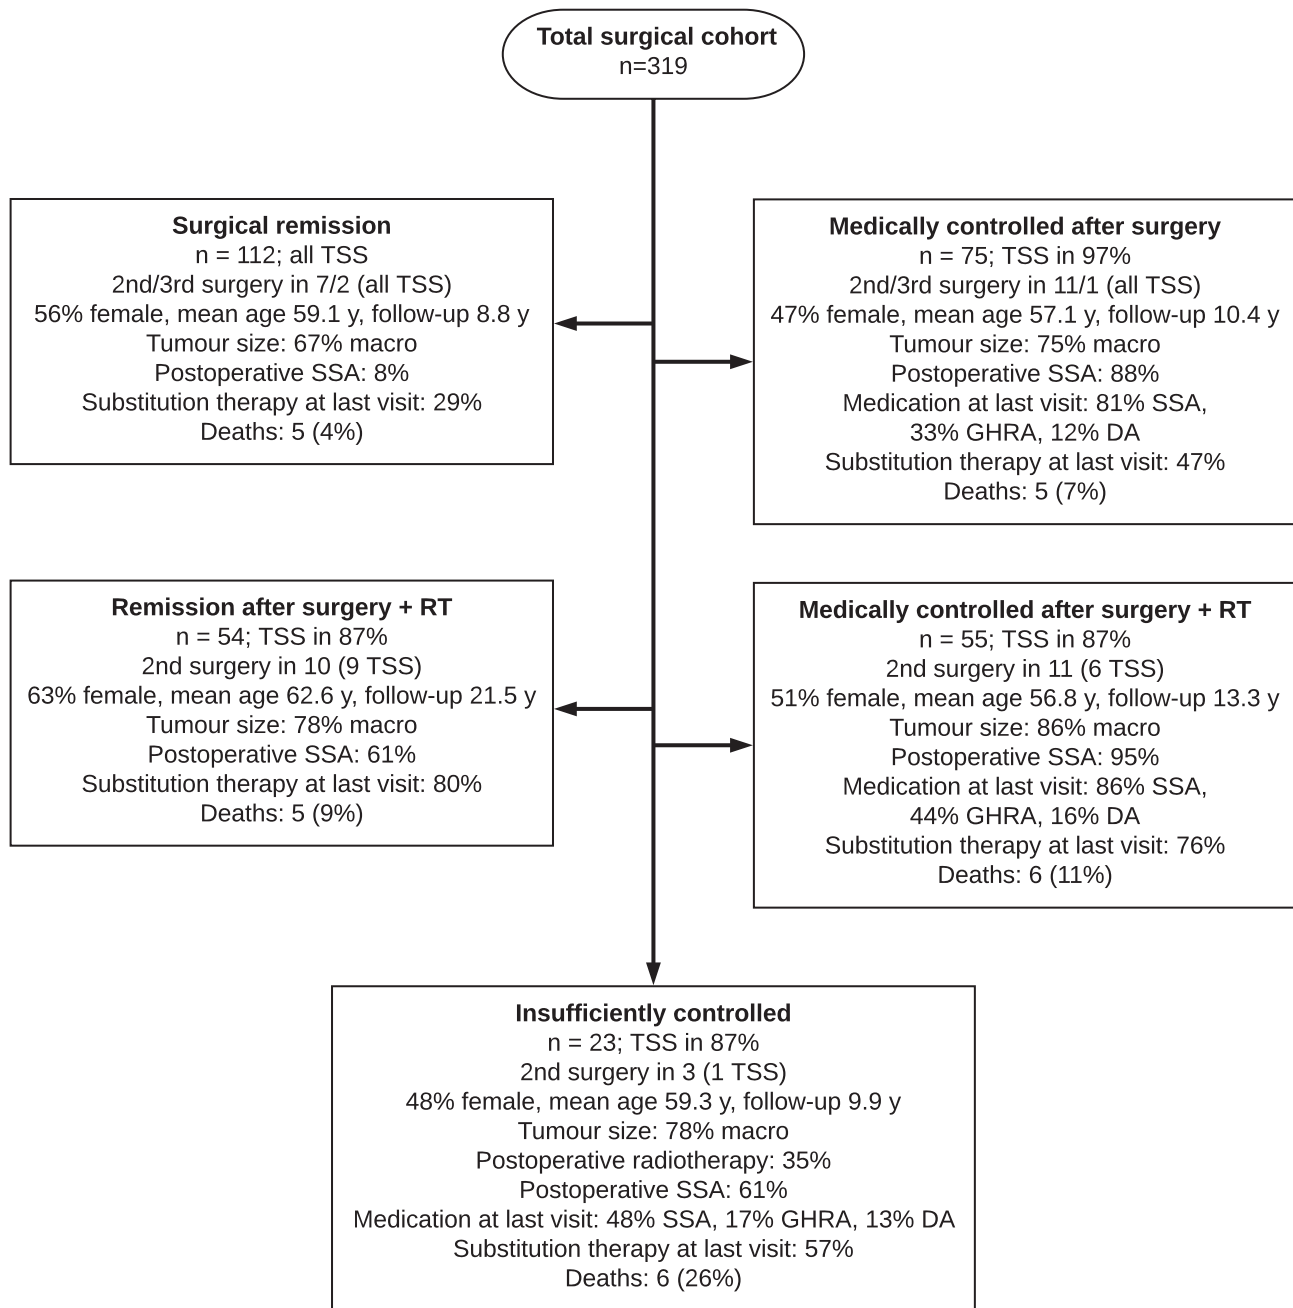 Total surgical cohort
n=319
Surgical remission
n = 112; all TSS
2nd/3rd surgery in 7/2 (all TSS)
56% female, mean age 59.1 y, follow-up 8.8 y
Tumour size: 67% macro
Postoperative SSA: 8%
Substitution therapy at last visit: 29%
Deaths: 5 (4%)
Medically controlled after surgery
n = 75; TSS in 97%
2nd/3rd surgery in 11/1 (all TSS)
47% female, mean age 57.1 y, follow-up 10.4 y
Tumour size: 75% macro
Postoperative SSA: 88%
Medication at last visit: 81% SSA,
33% GHRA, 12% DA
Substitution therapy at last visit: 47%
Deaths: 5 (7%)
Remission after surgery + RT
n = 54; TSS in 87%
2nd surgery in 10 (9 TSS)
63% female, mean age 62.6 y, follow-up 21.5 y
Tumour size: 78% macro
Postoperative SSA: 61%
Substitution therapy at last visit: 80%
Deaths: 5 (9%)
Medically controlled after surgery + RT
n = 55; TSS in 87%
2nd surgery in 11 (6 TSS)
51% female, mean age 56.8 y, follow-up 13.3 y
Tumour size: 86% macro
Postoperative SSA: 95%
Medication at last visit: 86% SSA,
44% GHRA, 16% DA
Substitution therapy at last visit: 76%
Deaths: 6 (11%)
Insufficiently controlled
n = 23; TSS in 87%
2nd surgery in 3 (1 TSS)
48% female, mean age 59.3 y, follow-up 9.9 y
Tumour size: 78% macro
Postoperative radiotherapy: 35%
Postoperative SSA: 61%
Medication at last visit: 48% SSA, 17% GHRA, 13% DA
Substitution therapy at last visit: 57%
Deaths: 6 (26%)